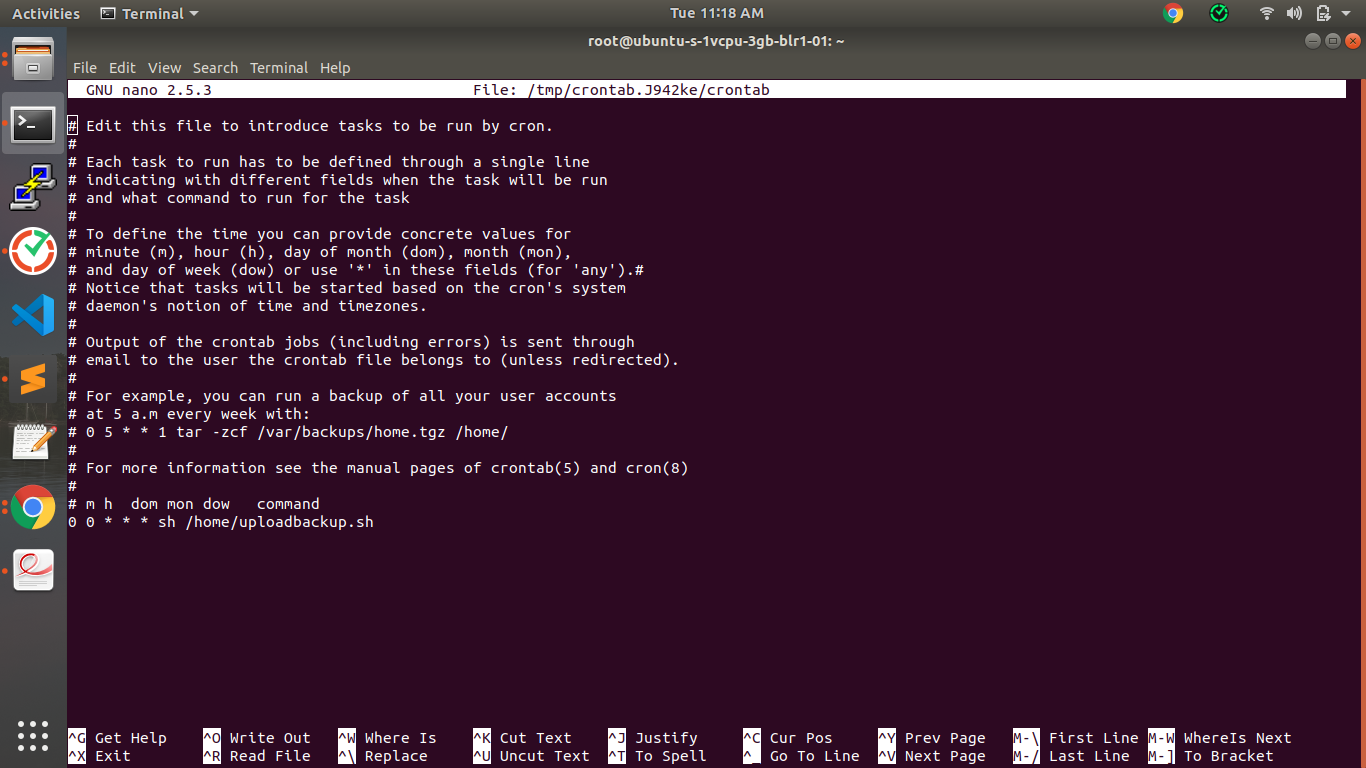 Activities Terminal Tue 11:18 AM
root@ubuntu-s-1vcpu-3gb-blr1-01: ~
File Edit View Search Terminal Help
GNU nano 2.5.3 File: /tmp/crontab.J942ke/crontab
# Edit this file to introduce tasks to be run by cron.
#
# Each task to run has to be defined through a single line
# indicating with different fields when the task will be run
# and what command to run for the task
#
# To define the time you can provide concrete values for
# minute (m), hour (h), day of month (dom), month (mon),
# and day of week (dow) or use '*' in these fields (for 'any').#
# Notice that tasks will be started based on the cron's system
# daemon's notion of time and timezones.
#
# Output of the crontab jobs (including errors) is sent through
# email to the user the crontab file belongs to (unless redirected).
#
# For example, you can run a backup of all your user accounts
# at 5 a.m every week with:
# 0 5 * * 1 tar -zcf /var/backups/home.tgz /home/
#
# For more information see the manual pages of crontab(5) and cron(8)
#
# m h  dom mon dow   command
0 0 * * * sh /home/uploadbackup.sh
^G Get Help ^O Write Out ^W Where Is ^K Cut Text ^J Justify ^C Cur Pos ^Y Prev Page M-\ First Line M-W WhereIs Next
^X Exit ^R Read File ^\ Replace ^U Uncut Text ^T To Spell ^_ Go To Line ^V Next Page M-/ Last Line M-] To Bracket